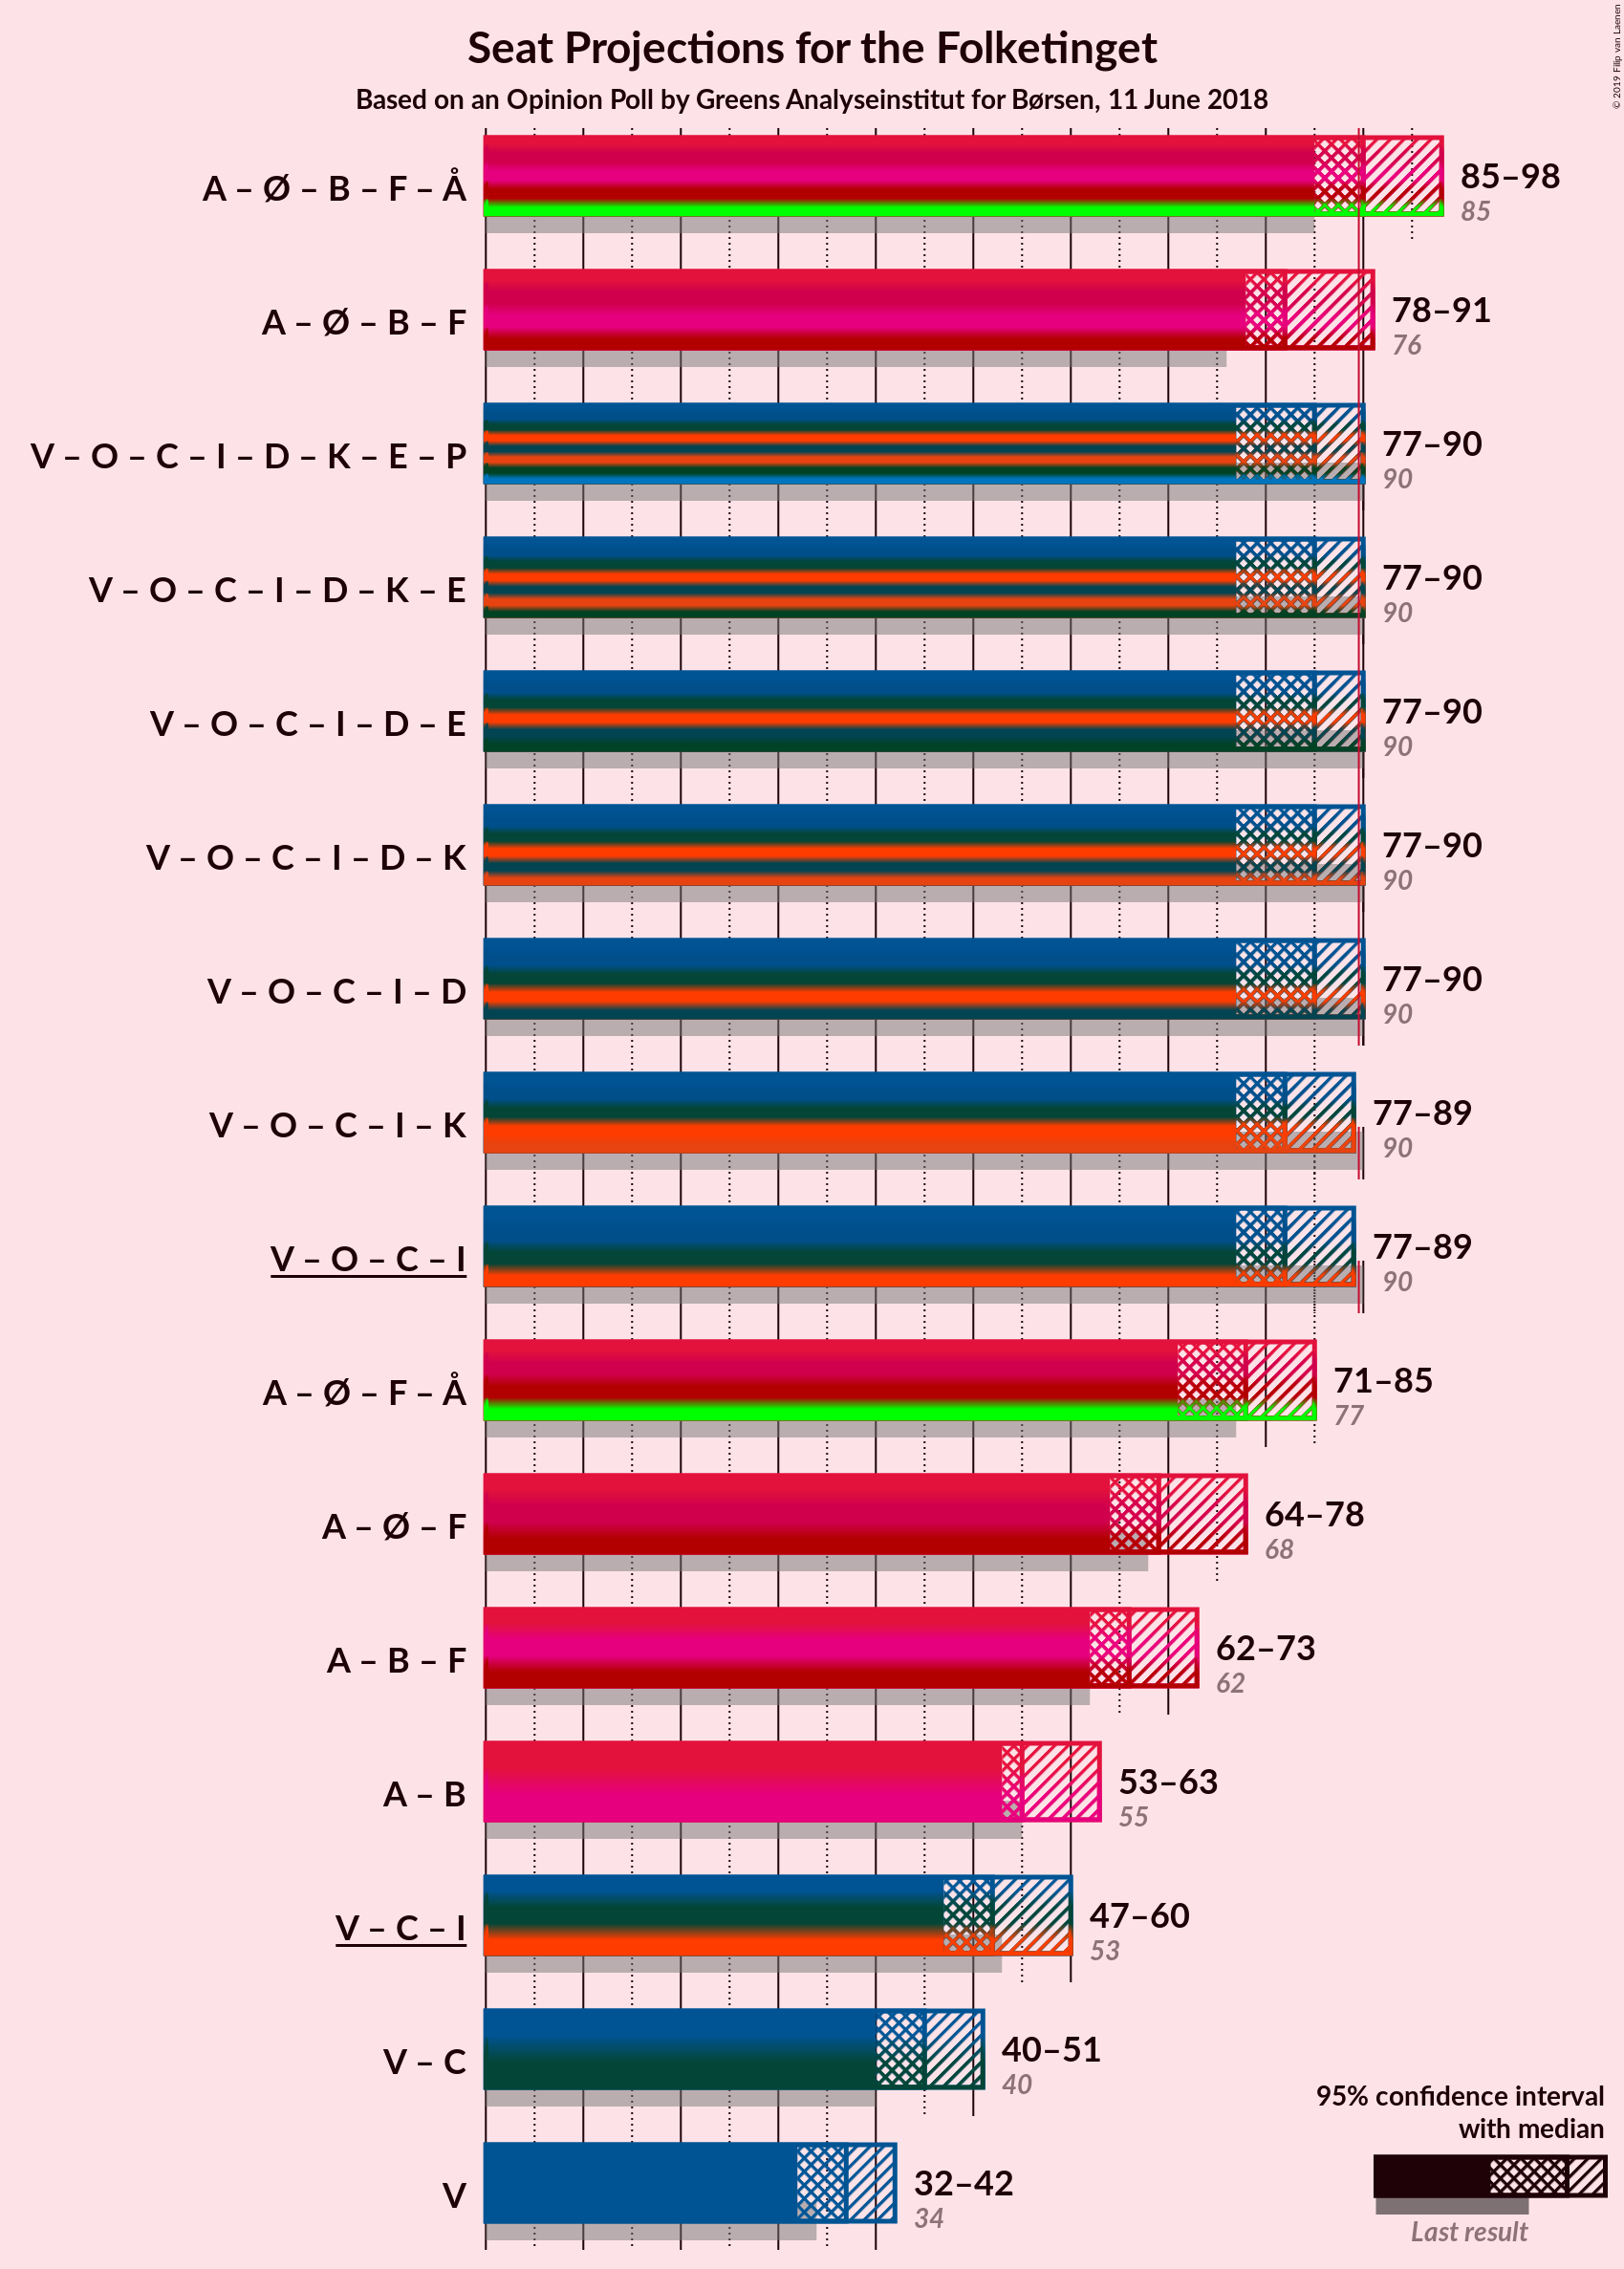 Seat Projections for the Folketinget
Based on an Opinion Poll by Greens Analyseinstitut for Børsen, 11 June 2018
© 2019 Filip van Laenen
A – Ø – B – F – Å
85–98
85
A – Ø – B – F
78–91
76
V – O – C – I – D – K – E – P
77–90
90
V – O – C – I – D – K – E
77–90
90
V – O – C – I – D – E
77–90
90
V – O – C – I – D – K
77–90
90
V – O – C – I – D
77–90
90
V – O – C – I – K
77–89
90
V – O – C – I
77–89
90
A – Ø – F – Å
71–85
77
A – Ø – F
64–78
68
A – B – F
62–73
62
A – B
53–63
55
V – C – I
47–60
53
V – C
40–51
40
V
32–42
34
95% confidence interval
with median
Last result